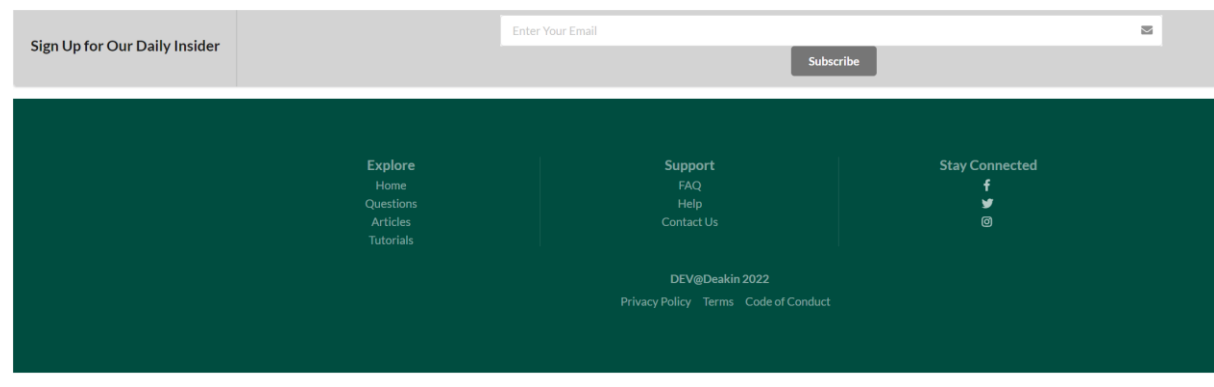 Sign Up for Our Daily Insider
Enter Your Email
Subscribe
Explore
Home
Questions
Articles
Tutorials
Support
FAQ
Help
Contact Us
Stay Connected
DEV@Deakin 2022
Privacy Policy Terms Code of Conduct